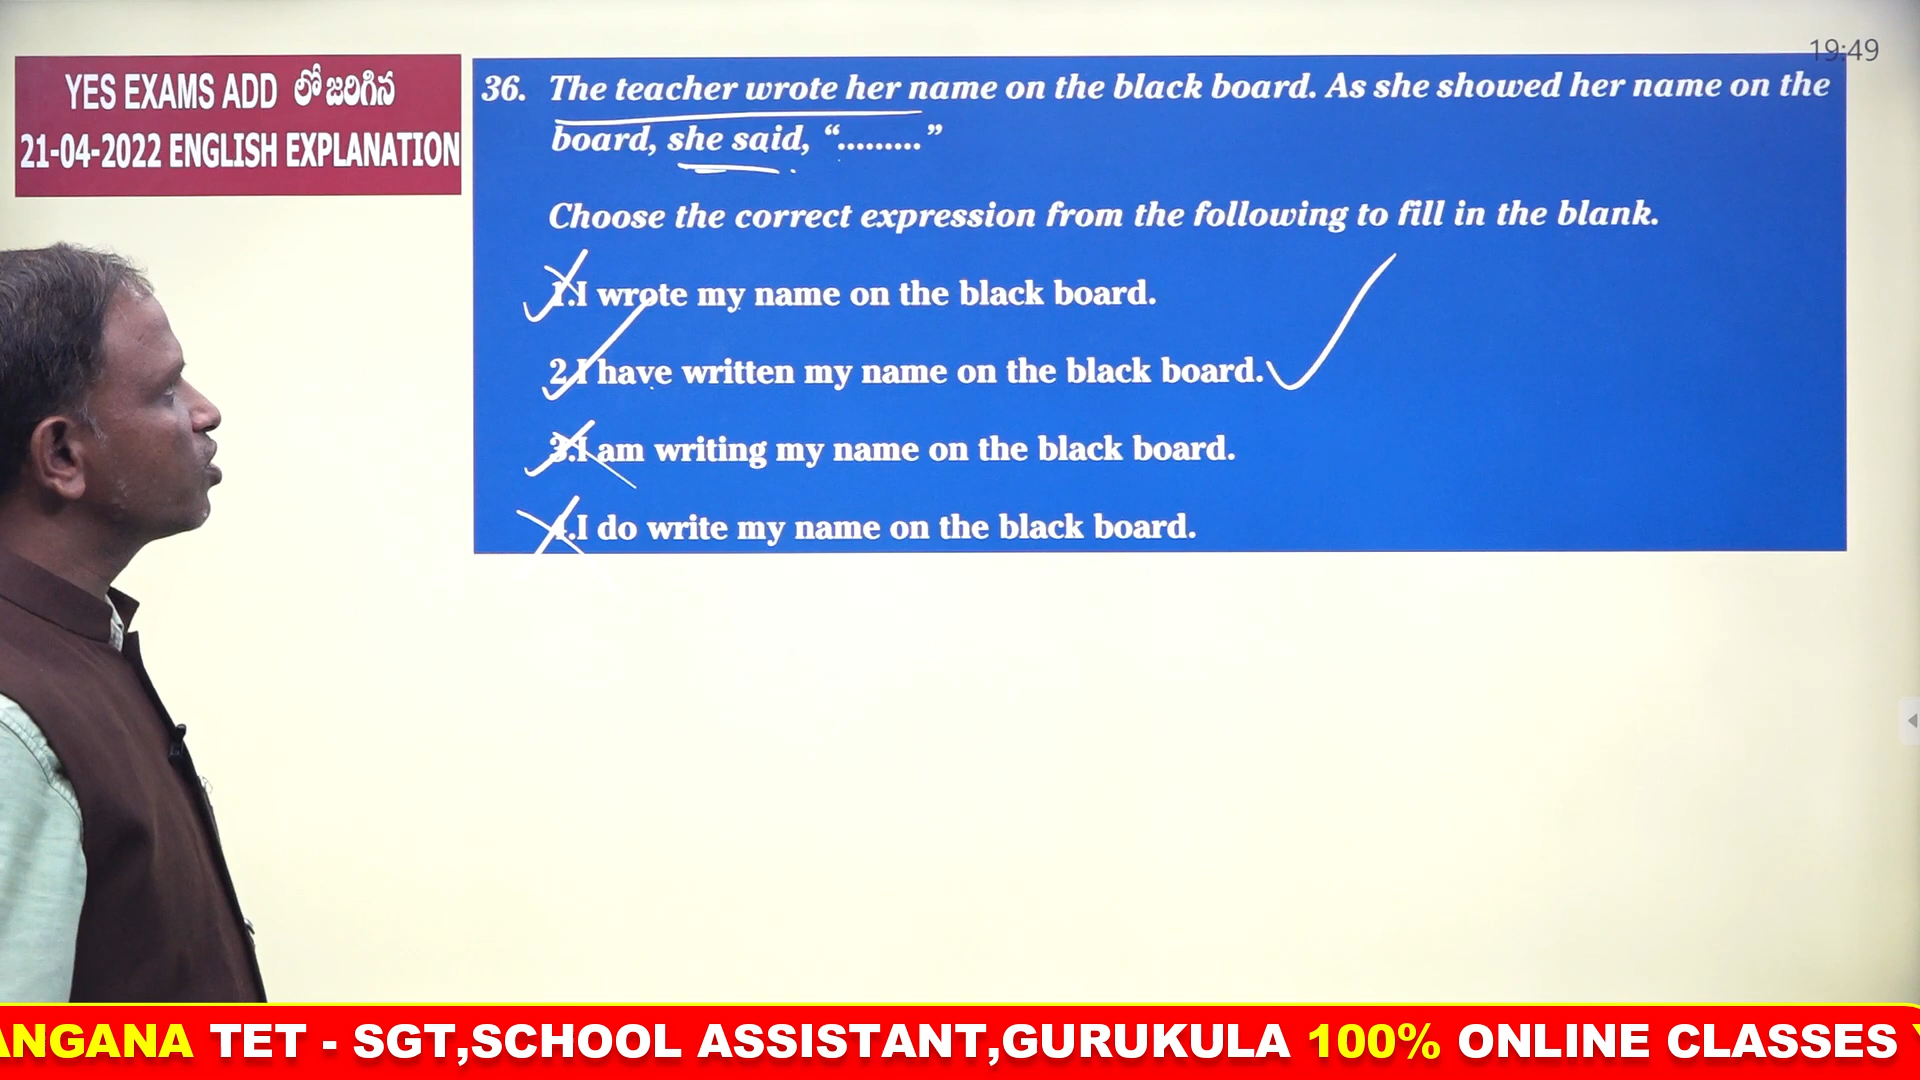 19:49
YES EXAMS ADD లో జరిగిన
21-04-2022 ENGLISH EXPLANATION
36. The teacher wrote her name on the black board. As she showed her name on the
board, she said, “.........”
Choose the correct expression from the following to fill in the blank.
1.I wrote my name on the black board.
2.I have written my name on the black board.
3.I am writing my name on the black board.
4.I do write my name on the black board.
ANGANA TET - SGT,SCHOOL ASSISTANT,GURUKULA 100% ONLINE CLASSES